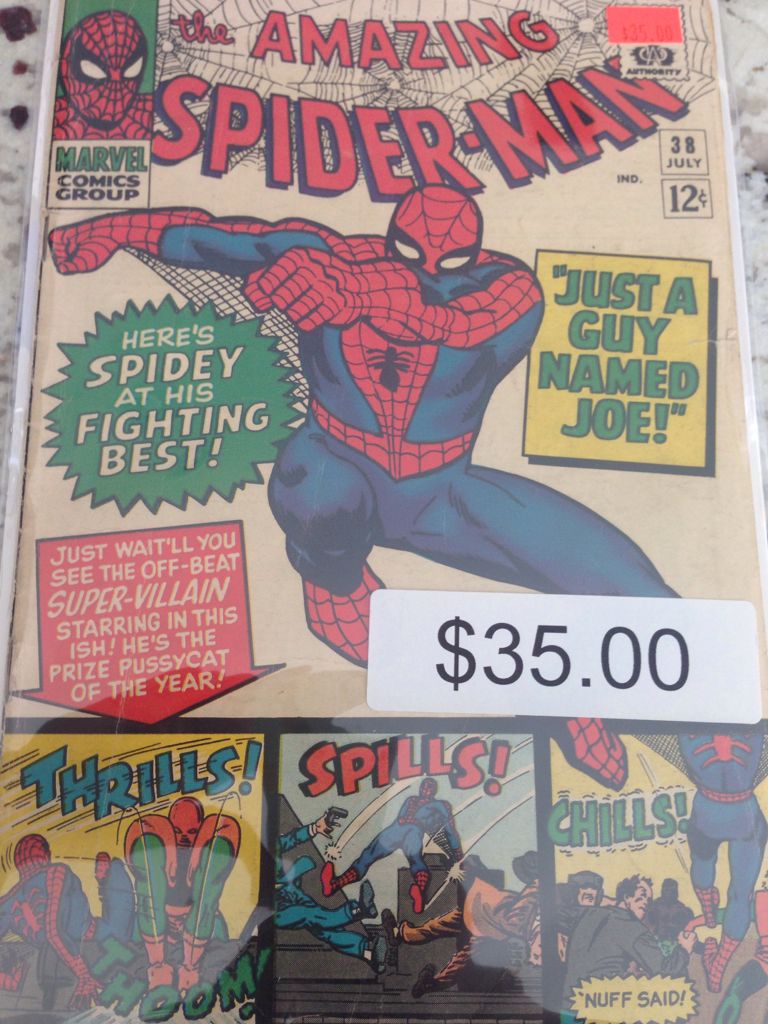 the AMAZING
SPIDER-MAN
$35.00
AUTHORITY
MARVEL
COMICS
GROUP
38
JULY
IND.
12¢
"JUST A
GUY
NAMED
JOE!"
HERE'S
SPIDEY
AT HIS
FIGHTING
BEST!
JUST WAIT'LL YOU
SEE THE OFF-BEAT
SUPER-VILLAIN
STARRING IN THIS
ISH! HE'S THE
PRIZE PUSSYCAT
OF THE YEAR!
$35.00
THRILLS!
SPILLS!
CHILLS!
THOOM!
'NUFF SAID!